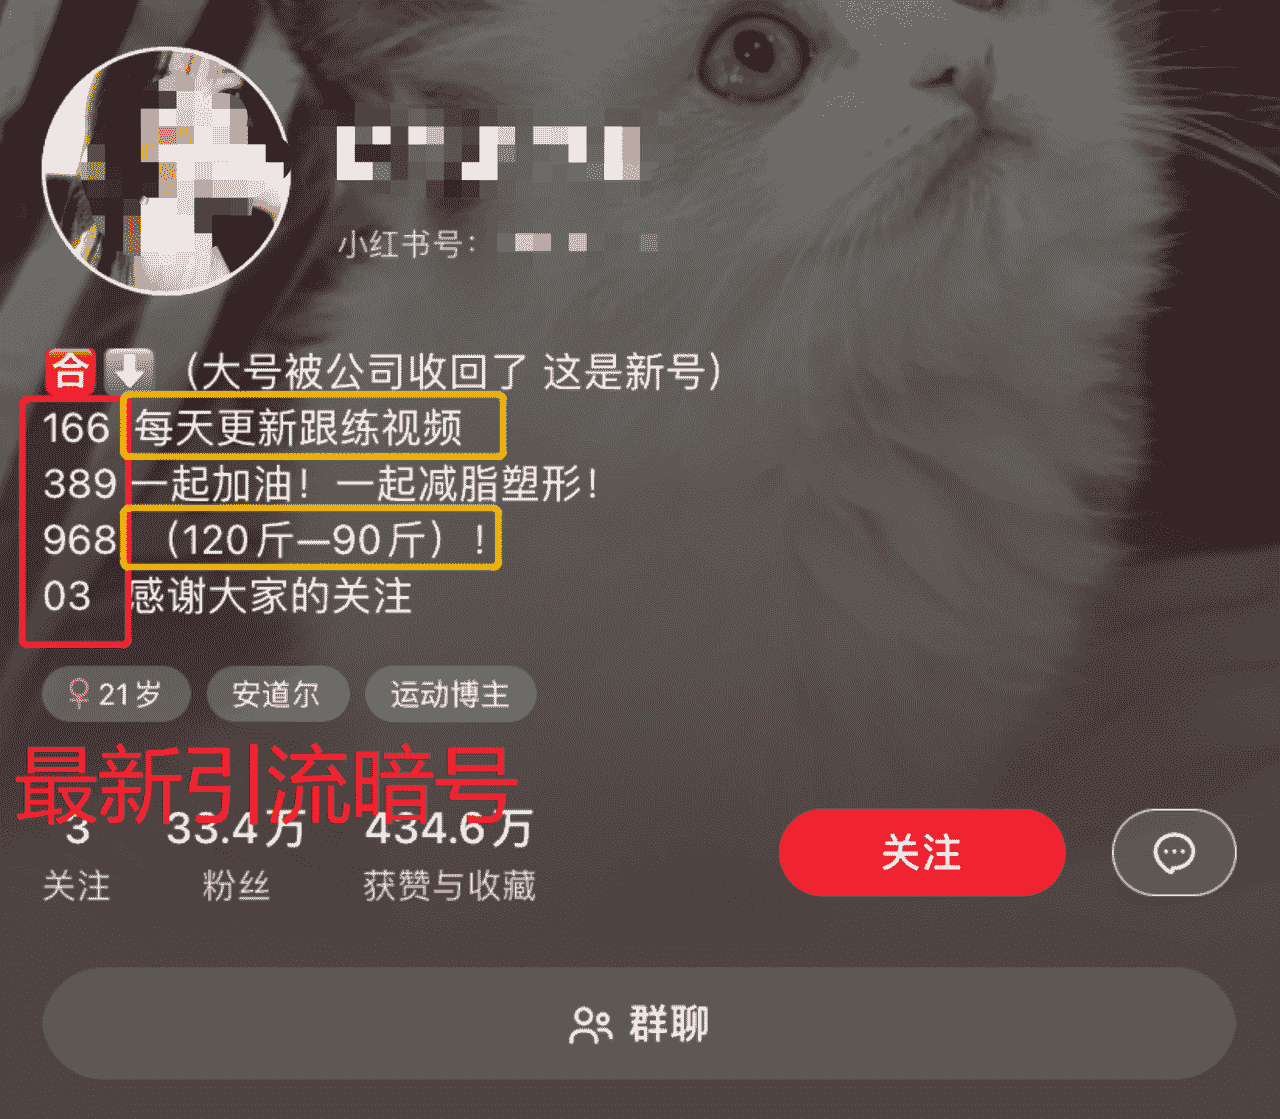 小红书号：
合 （大号被公司收回了 这是新号）
166 每天更新跟练视频
389 一起加油！一起减脂塑形！
968 （120斤—90斤）！
03 感谢大家的关注
♀21岁 安道尔 运动博主
最新引流暗号
3 33.4万 434.6万
关注 粉丝 获赞与收藏
关注
群聊